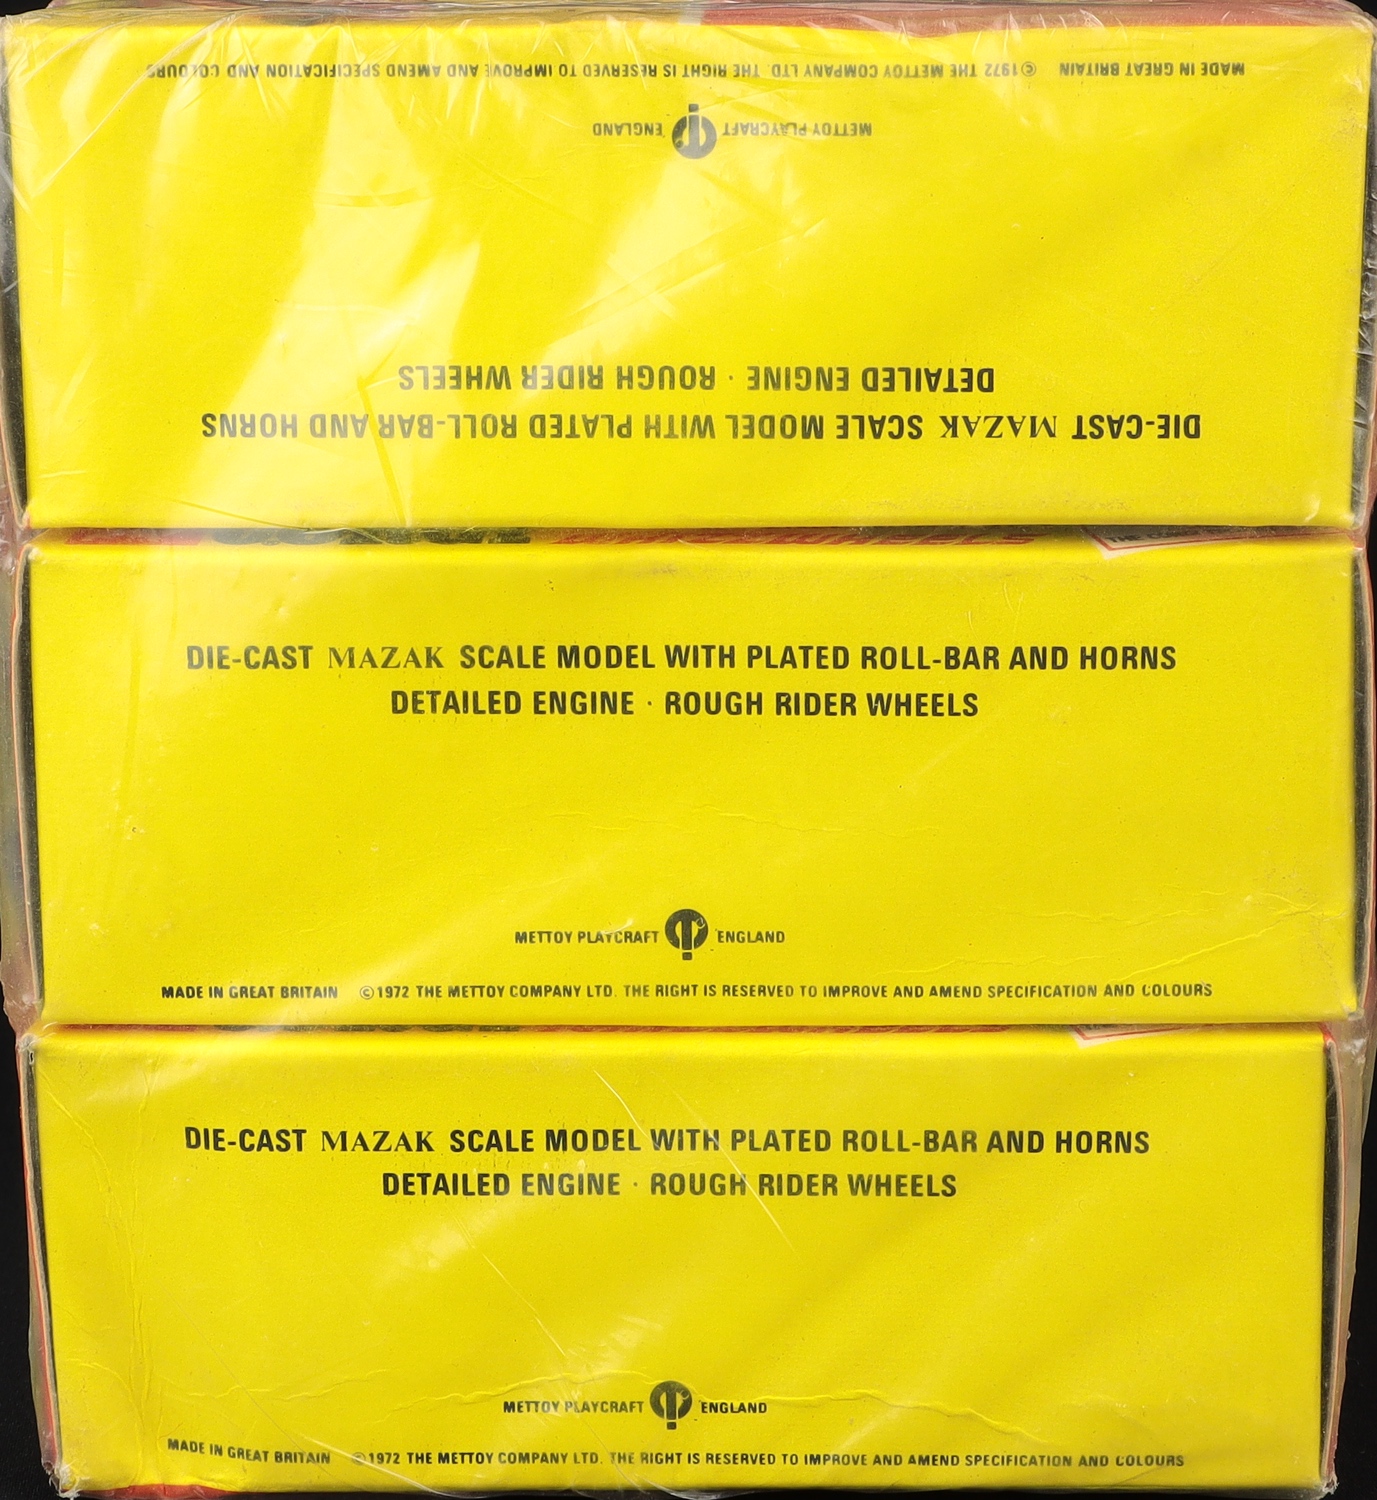 MADE IN GREAT BRITAIN ©1972 THE METTOY COMPANY LTD. THE RIGHT IS RESERVED TO IMPROVE AND AMEND SPECIFICATION AND COLOURS
METTOY PLAYCRAFT ENGLAND
DETAILED ENGINE · ROUGH RIDER WHEELS
DIE-CAST MAZAK SCALE MODEL WITH PLATED ROLL-BAR AND HORNS
DIE-CAST MAZAK SCALE MODEL WITH PLATED ROLL-BAR AND HORNS
DETAILED ENGINE · ROUGH RIDER WHEELS
METTOY PLAYCRAFT ENGLAND
MADE IN GREAT BRITAIN ©1972 THE METTOY COMPANY LTD. THE RIGHT IS RESERVED TO IMPROVE AND AMEND SPECIFICATION AND COLOURS
DIE-CAST MAZAK SCALE MODEL WITH PLATED ROLL-BAR AND HORNS
DETAILED ENGINE · ROUGH RIDER WHEELS
METTOY PLAYCRAFT ENGLAND
MADE IN GREAT BRITAIN ©1972 THE METTOY COMPANY LTD. THE RIGHT IS RESERVED TO IMPROVE AND AMEND SPECIFICATION AND COLOURS